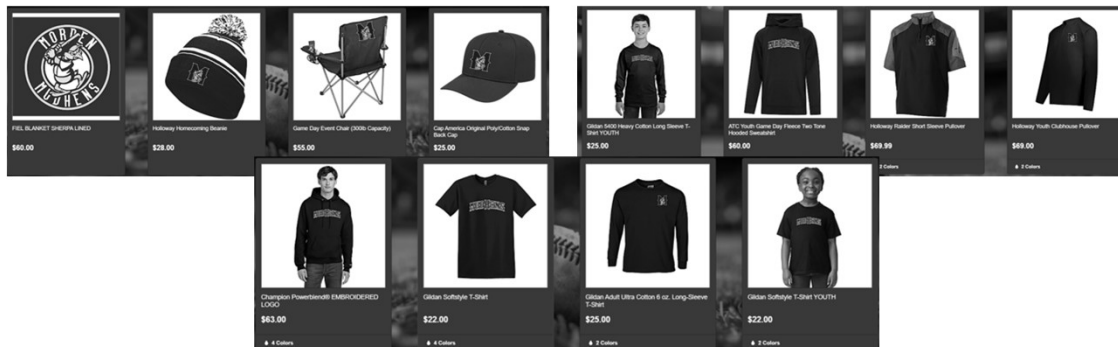 MORDEN
MOHENS
FIEL BLANKET SHERPA LINED
$60.00
Holloway Homecoming Beanie
$28.00
Game Day Event Chair (300lb Capacity)
$55.00
Cap America Original Poly/Cotton Snap
Back Cap
$25.00
Gildan 5400 Heavy Cotton Long Sleeve T-
Shirt YOUTH
$25.00
ATC Youth Game Day Fleece Two Tone
Hooded Sweatshirt
$60.00
Holloway Raider Short Sleeve Pullover
$69.99
2 Colors
Holloway Youth Clubhouse Pullover
$69.00
2 Colors
Champion Powerblend® EMBROIDERED
LOGO
$63.00
4 Colors
Gildan Softstyle T-Shirt
$22.00
4 Colors
Gildan Adult Ultra Cotton 6 oz. Long-Sleeve
T-Shirt
$25.00
2 Colors
Gildan Softstyle T-Shirt YOUTH
$22.00
2 Colors